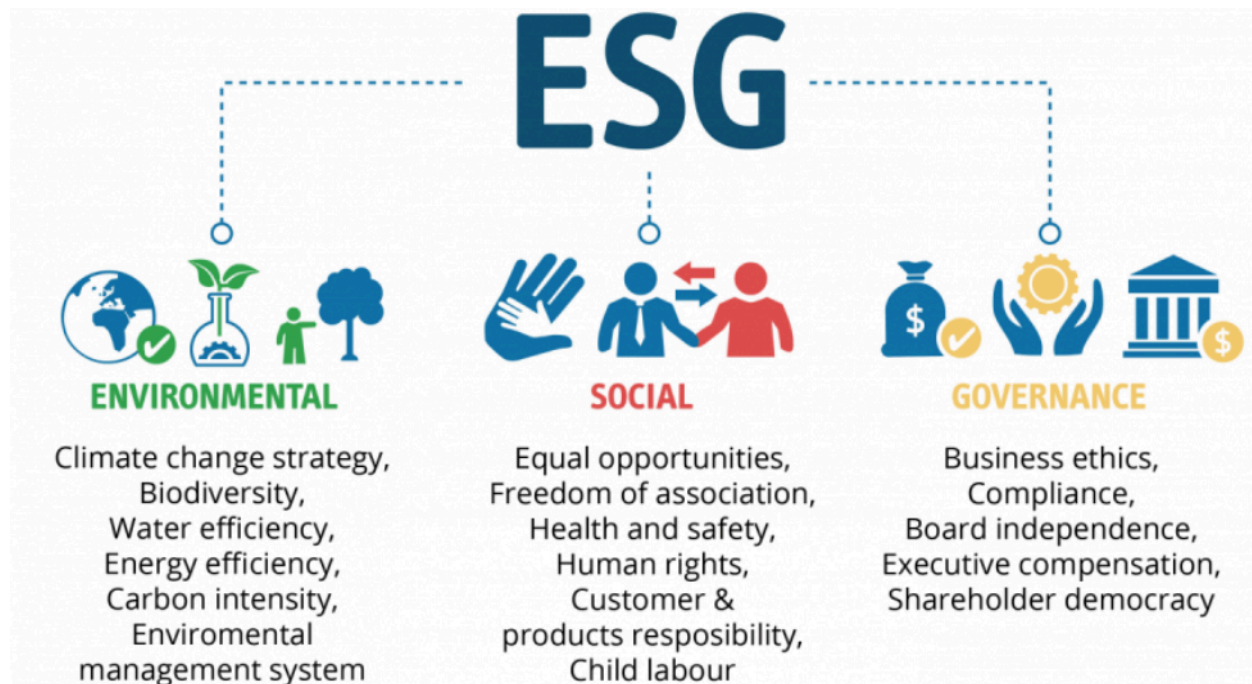 ESG
ENVIRONMENTAL
Climate change strategy,
Biodiversity,
Water efficiency,
Energy efficiency,
Carbon intensity,
Enviromental
management system
SOCIAL
Equal opportunities,
Freedom of association,
Health and safety,
Human rights,
Customer &
products resposibility,
Child labour
$
$
GOVERNANCE
Business ethics,
Compliance,
Board independence,
Executive compensation,
Shareholder democracy